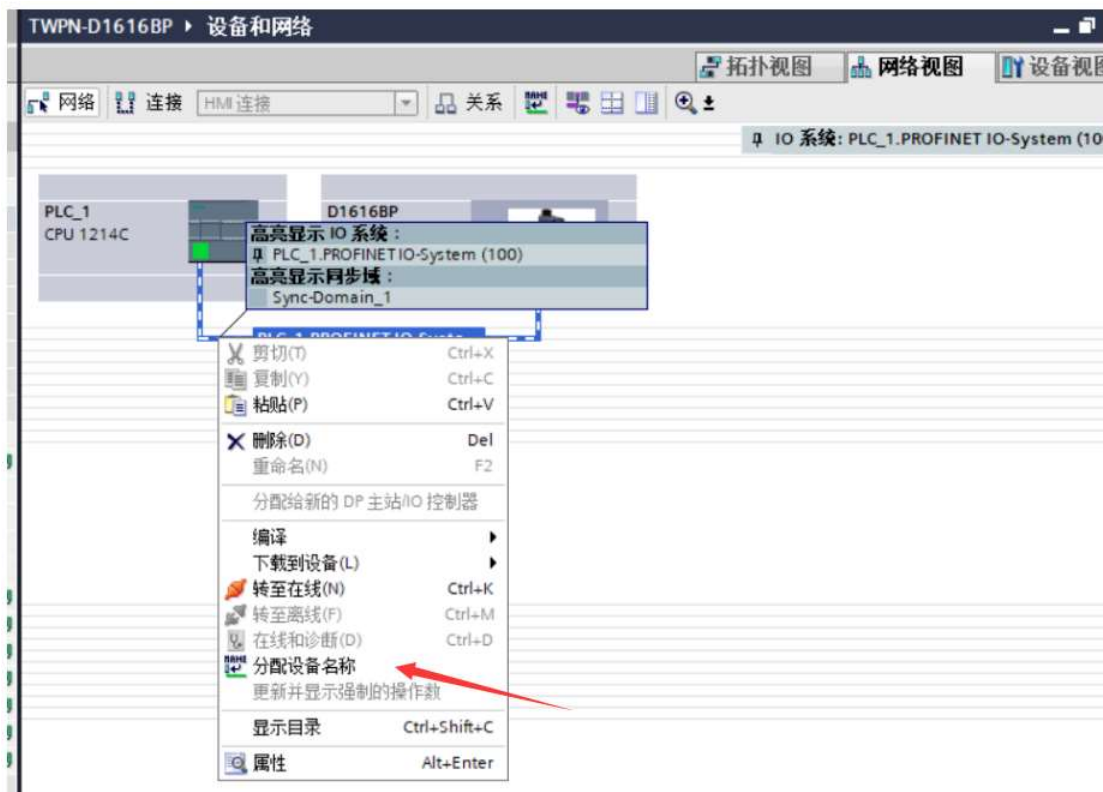 TWPN-D1616BP ▸ 设备和网络
拓扑视图 网络视图 设备视图
网络 连接 HMI 连接 关系
IO 系统: PLC_1.PROFINET IO-System (10
PLC_1
CPU 1214C
D1616BP
高亮显示 IO 系统：
PLC_1.PROFINET IO-System (100)
高亮显示同步域：
Sync-Domain_1
PLC_1.PROFINET IO-Syste
剪切(T) Ctrl+X
复制(Y) Ctrl+C
粘贴(P) Ctrl+V
删除(D) Del
重命名(N) F2
分配给新的 DP 主站/IO 控制器
编译
下载到设备(L)
转至在线(N) Ctrl+K
转至离线(F) Ctrl+M
在线和诊断(D) Ctrl+D
NAME 分配设备名称
更新并显示强制的操作数
显示目录 Ctrl+Shift+C
属性 Alt+Enter